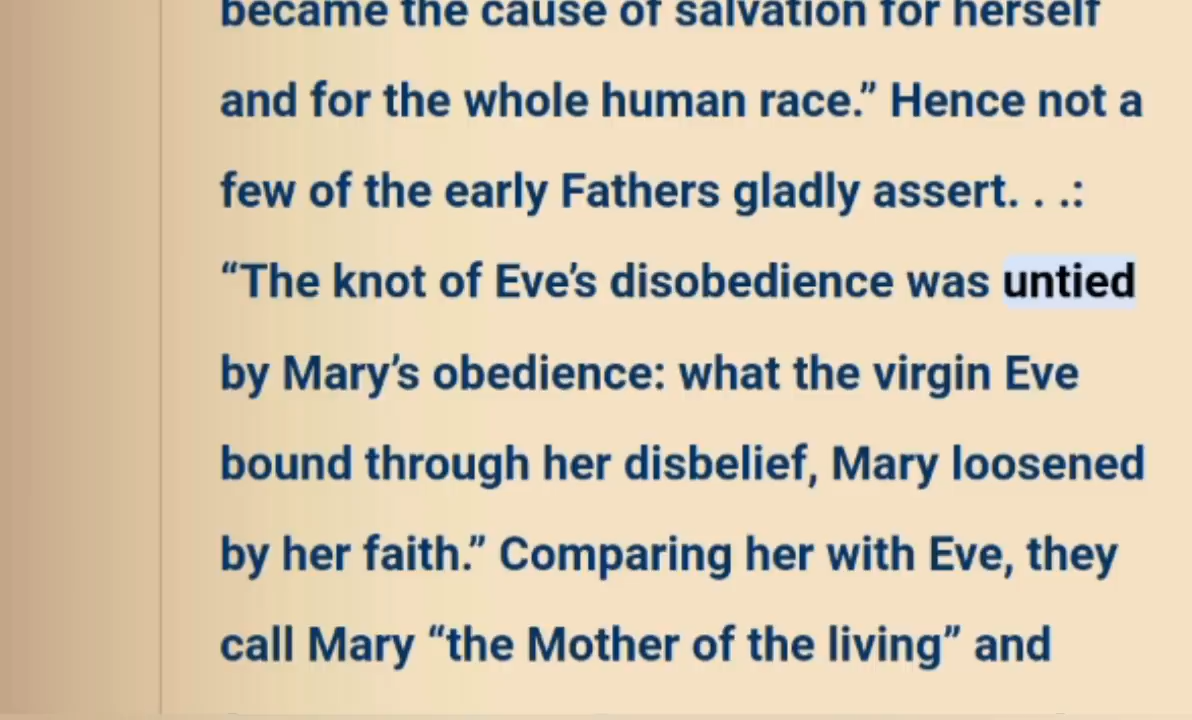 became the cause of salvation for herself
and for the whole human race.” Hence not a
few of the early Fathers gladly assert. . .:
“The knot of Eve’s disobedience was untied
by Mary’s obedience: what the virgin Eve
bound through her disbelief, Mary loosened
by her faith.” Comparing her with Eve, they
call Mary “the Mother of the living” and